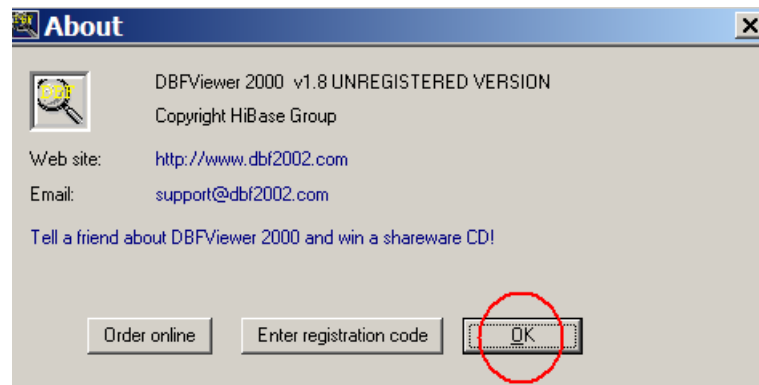 About
DBFViewer 2000 v1.8 UNREGISTERED VERSION
Copyright HiBase Group
Web site: http://www.dbf2002.com
Email: support@dbf2002.com
Tell a friend about DBFViewer 2000 and win a shareware CD!
Order online Enter registration code OK